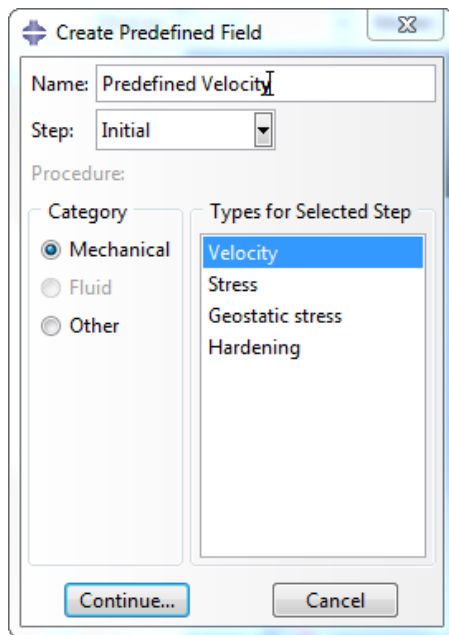 Create Predefined Field
Name: Predefined Velocity
Step: Initial
Procedure:
Category
Mechanical
Fluid
Other
Types for Selected Step
Velocity
Stress
Geostatic stress
Hardening
Continue... Cancel